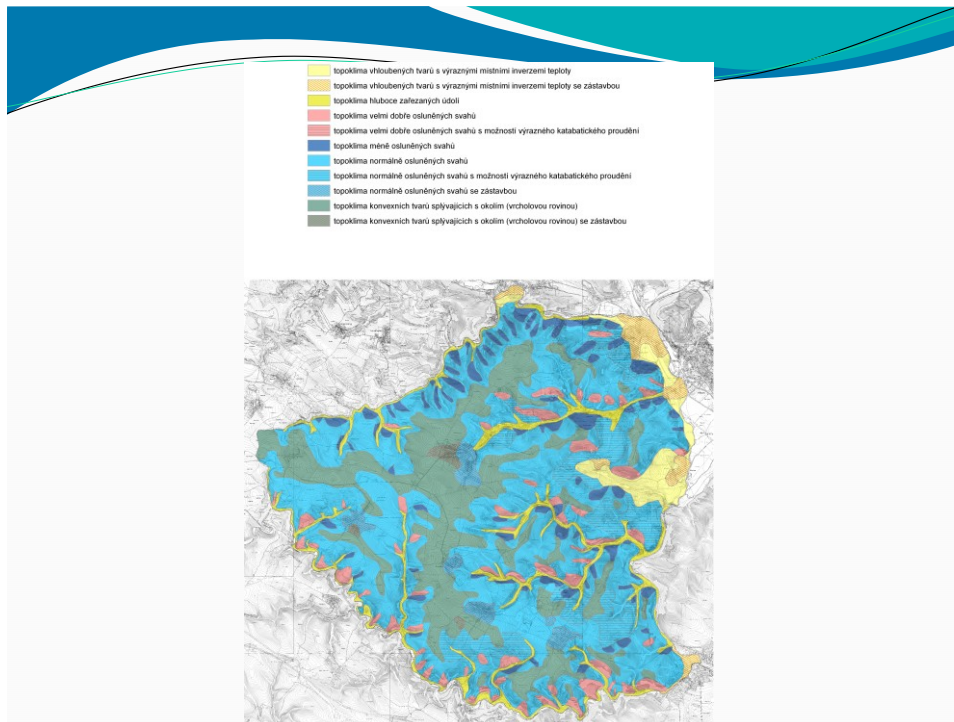 topoklima vhloubených tvarů s výraznými místními inverzemi teploty
topoklima vhloubených tvarů s výraznými místními inverzemi teploty se zástavbou
topoklima hluboce zařezaných údolí
topoklima velmi dobře osluněných svahů
topoklima velmi dobře osluněných svahů s možností výrazného katabatického proudění
topoklima méně osluněných svahů
topoklima normálně osluněných svahů
topoklima normálně osluněných svahů s možností výrazného katabatického proudění
topoklima normálně osluněných svahů se zástavbou
topoklima konvexních tvarů splývajících s okolím (vrcholovou rovinou)
topoklima konvexních tvarů splývajících s okolím (vrcholovou rovinou) se zástavbou